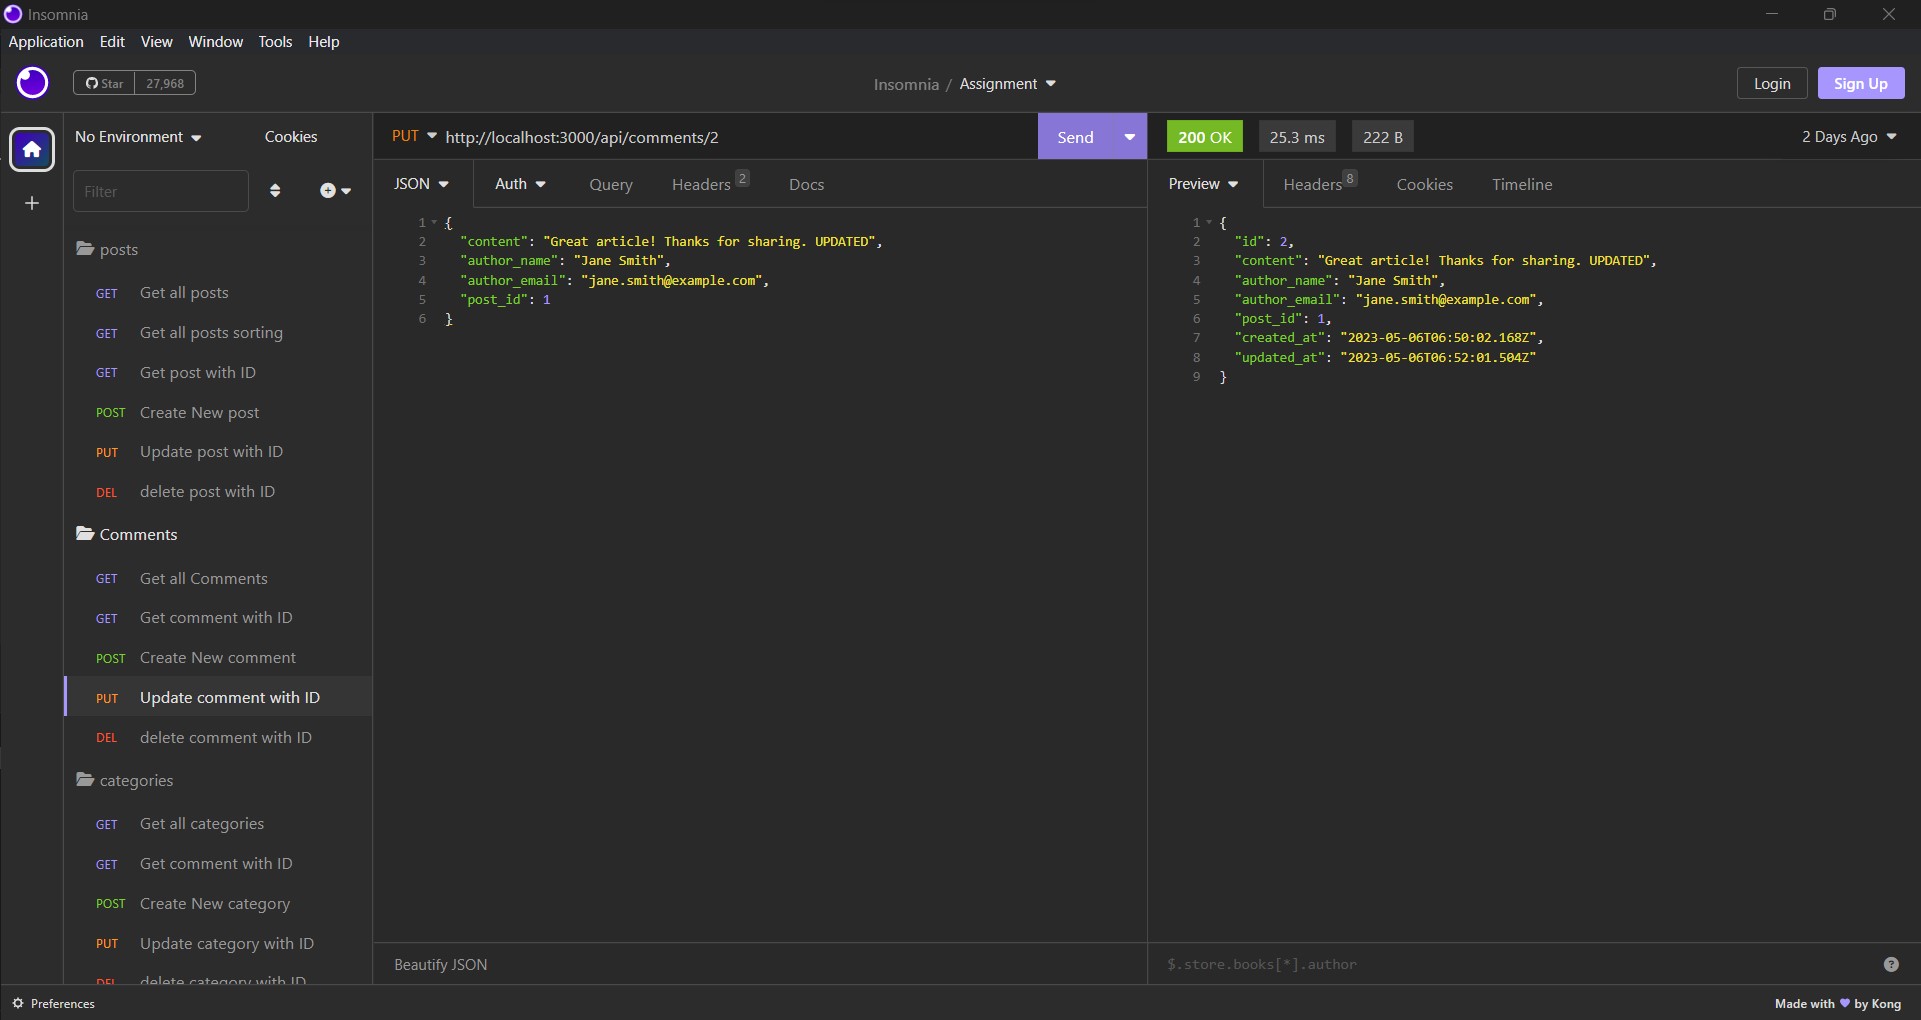 Insomnia
Application Edit View Window Tools Help
Star 27,968
Insomnia / Assignment
Login Sign Up
No Environment Cookies
Filter
posts
GET Get all posts
GET Get all posts sorting
GET Get post with ID
POST Create New post
PUT Update post with ID
DEL delete post with ID
Comments
GET Get all Comments
GET Get comment with ID
POST Create New comment
PUT Update comment with ID
DEL delete comment with ID
categories
GET Get all categories
GET Get comment with ID
POST Create New category
PUT Update category with ID
DEL delete category with ID
PUT http://localhost:3000/api/comments/2 Send
JSON Auth Query Headers 2 Docs
1 {
2 "content": "Great article! Thanks for sharing. UPDATED",
3 "author_name": "Jane Smith",
4 "author_email": "jane.smith@example.com",
5 "post_id": 1
6 }
Beautify JSON
200 OK 25.3 ms 222 B 2 Days Ago
Preview Headers 8 Cookies Timeline
1 {
2 "id": 2,
3 "content": "Great article! Thanks for sharing. UPDATED",
4 "author_name": "Jane Smith",
5 "author_email": "jane.smith@example.com",
6 "post_id": 1,
7 "created_at": "2023-05-06T06:50:02.168Z",
8 "updated_at": "2023-05-06T06:52:01.504Z"
9 }
$.store.books[*].author ?
Preferences
Made with 💜 by Kong